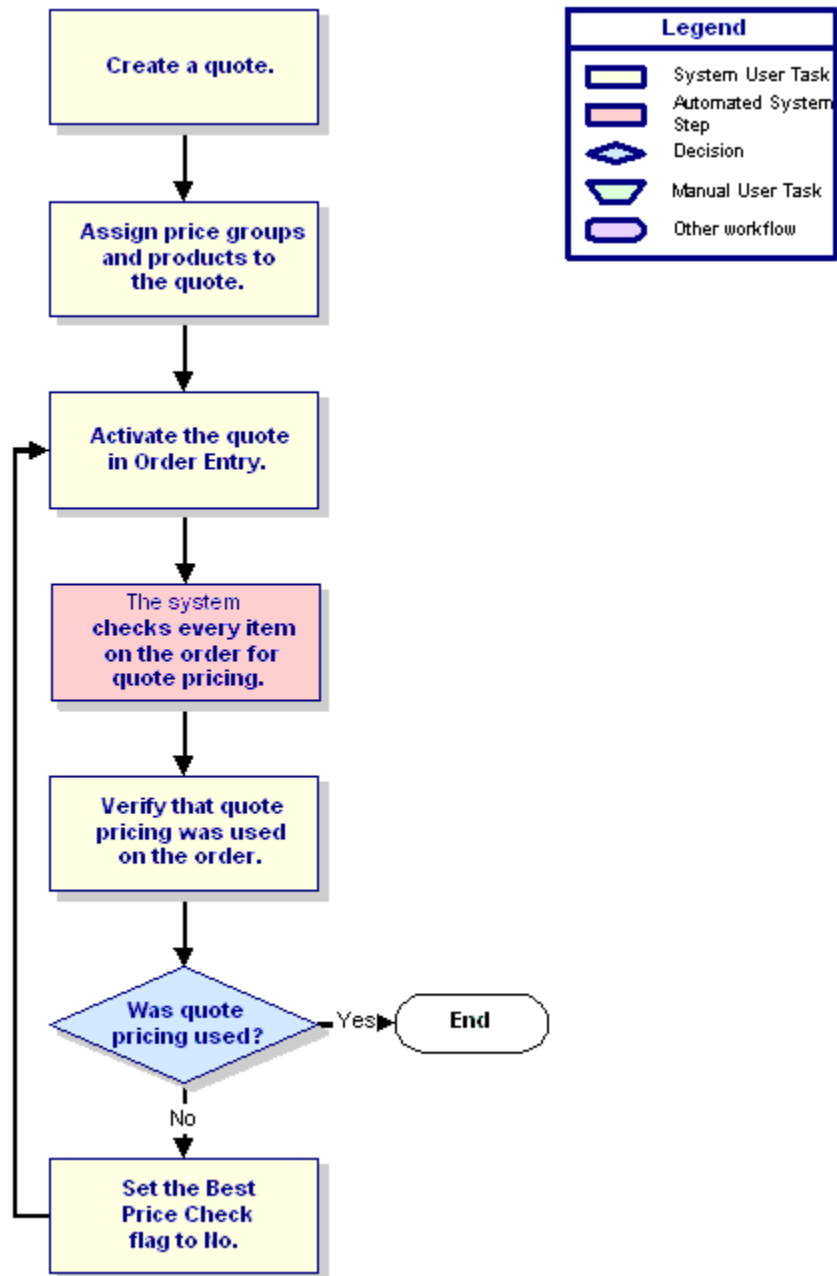 Create a quote.
Legend
System User Task
Automated System
Step
Decision
Manual User Task
Other workflow
Assign price groups
and products to
the quote.
Activate the quote
in Order Entry.
The system
checks every item
on the order for
quote pricing.
Verify that quote
pricing was used
on the order.
Was quote
pricing used?
Yes
End
No
Set the Best
Price Check
flag to No.